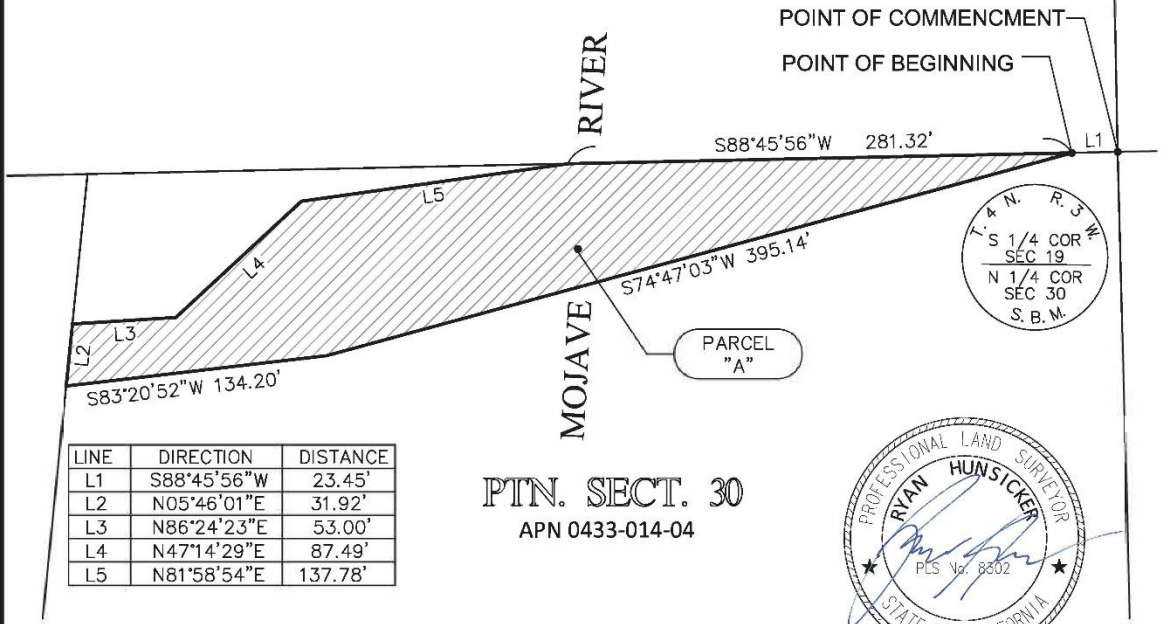 POINT OF COMMENCMENT
POINT OF BEGINNING
RIVER
S88°45'56"W 281.32'
L1
L5
L4
L3
L2
S74°47'03"W 395.14'
S83°20'52"W 134.20'
MOJAVE
PARCEL
"A"
T. 4 N. R. 3 W.
S 1/4 COR
SEC 19
N 1/4 COR
SEC 30
S. B. M.
LINE DIRECTION DISTANCE
L1 S88°45'56"W 23.45'
L2 N05°46'01"E 31.92'
L3 N86°24'23"E 53.00'
L4 N47°14'29"E 87.49'
L5 N81°58'54"E 137.78'
PTN. SECT. 30
APN 0433-014-04
PROFESSIONAL LAND SURVEYOR
RYAN HUNSICKER
PLS No. 8302